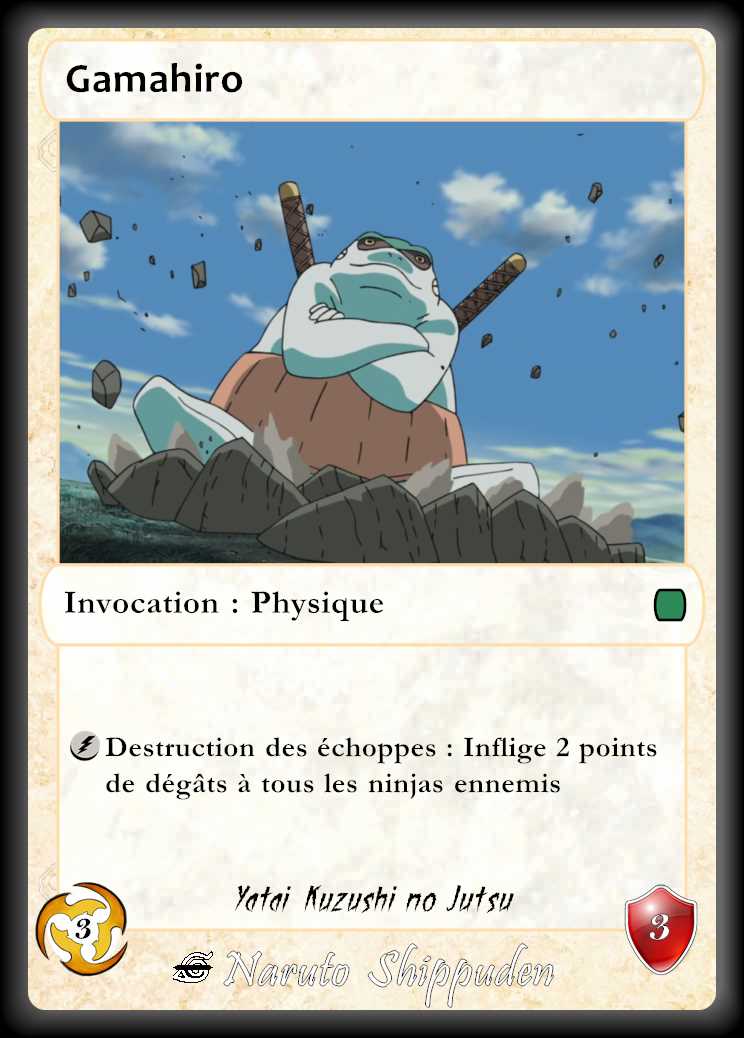 Gamahiro
Invocation : Physique
Destruction des échoppes : Inflige 2 points
de dégâts à tous les ninjas ennemis
Yatai Kuzushi no Jutsu
3
3
Naruto Shippuden